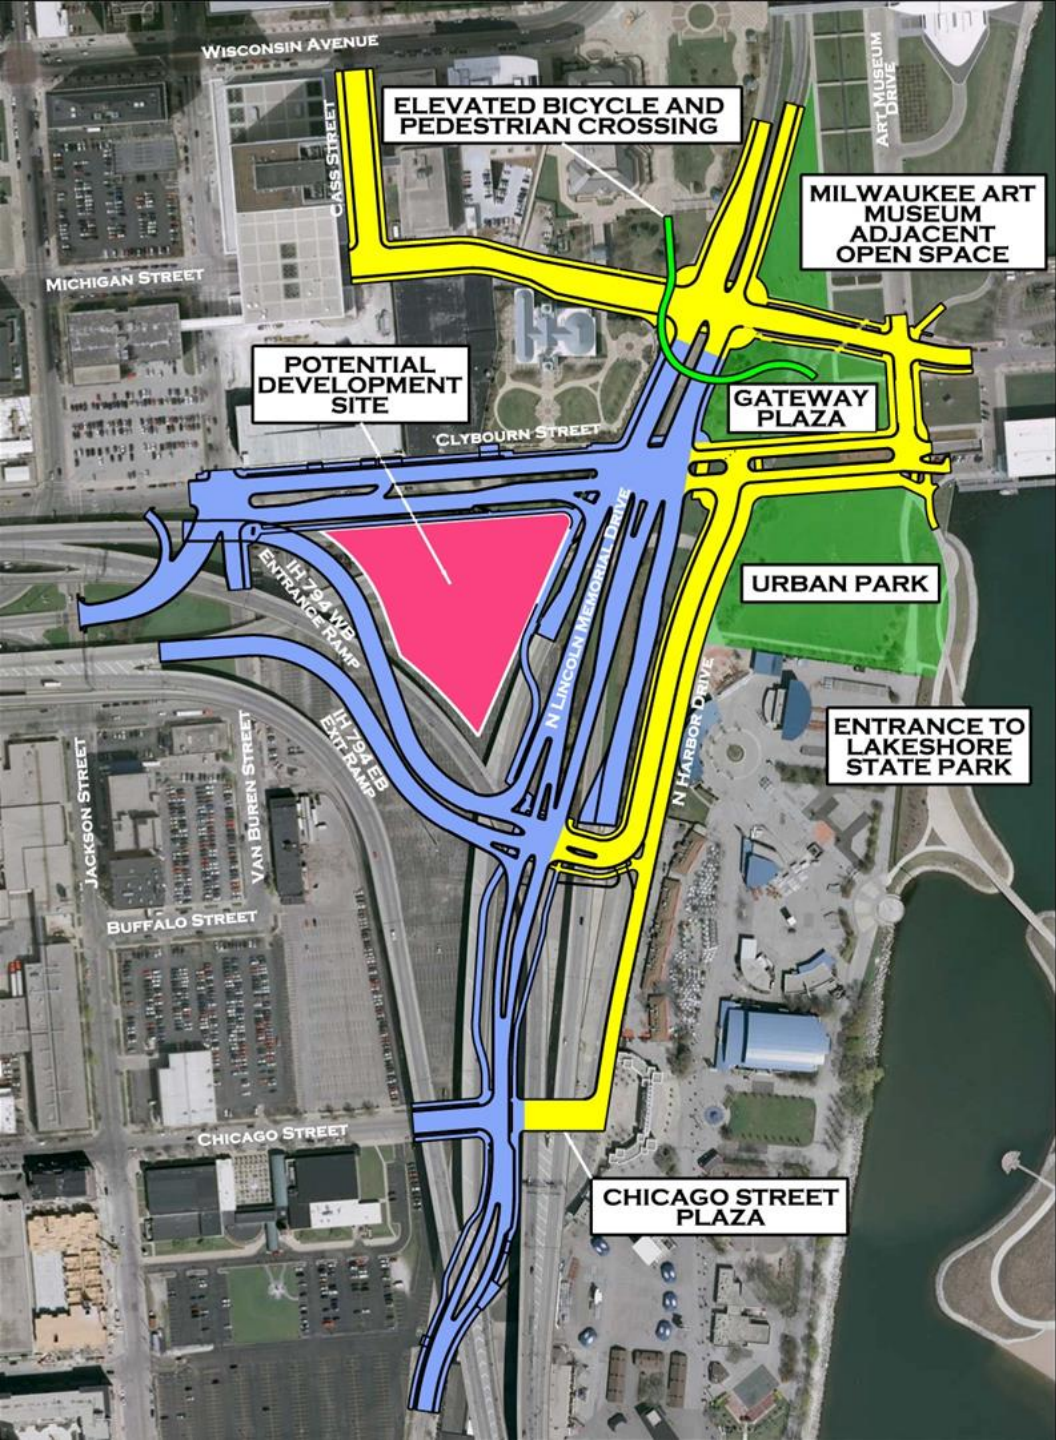 WISCONSIN AVENUE
ART MUSEUM
DRIVE
CASS STREET
ELEVATED BICYCLE AND
PEDESTRIAN CROSSING
MILWAUKEE ART
MUSEUM
ADJACENT
OPEN SPACE
MICHIGAN STREET
POTENTIAL
DEVELOPMENT
SITE
GATEWAY
PLAZA
CLYBOURN STREET
N LINCOLN MEMORIAL DRIVE
IH 794 WB
ENTRANCE RAMP
URBAN PARK
IH 794 EB
EXIT RAMP
N HARBOR DRIVE
ENTRANCE TO
LAKESHORE
STATE PARK
JACKSON STREET
VAN BUREN STREET
BUFFALO STREET
CHICAGO STREET
CHICAGO STREET
PLAZA